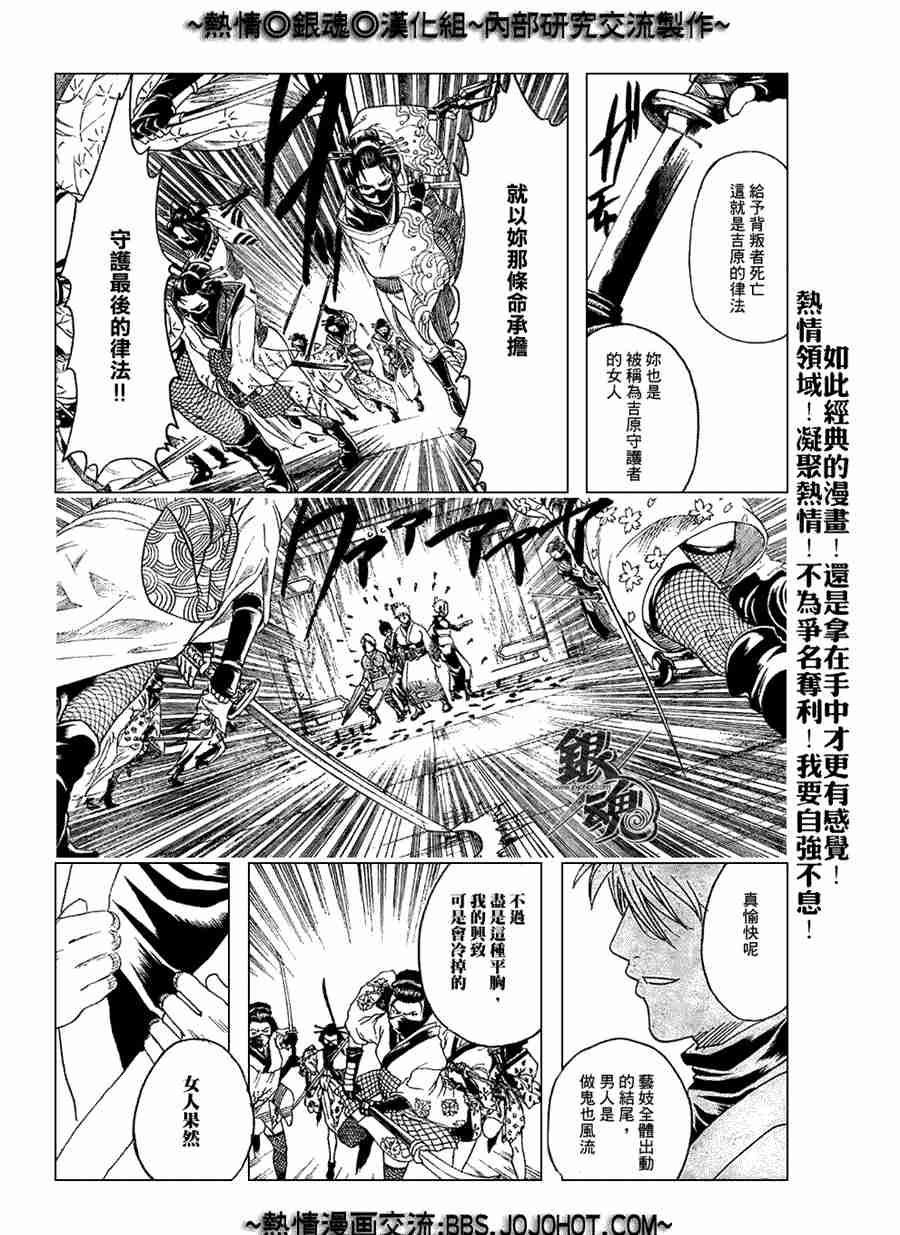 ~熱情◎銀魂◎漢化組~內部研究交流製作~
給予背叛者死亡
這就是吉原的律法
妳也是
被稱為吉原守護者
的女人
就以妳那條命承擔
守護最後的律法!!
ファァァッ
銀魂
真愉快呢
藝妓全體出動
的結尾，
男人是
做鬼也風流
不過
盡是這種平胸，
我的興致
可是會冷掉的
女人果然
如此經典的漫畫！還是拿在手中才更有感覺！
熱情領域！凝聚熱情！不為爭名奪利！我要自強不息！
~熱情漫画交流:BBS.JOJOHOT.COM~